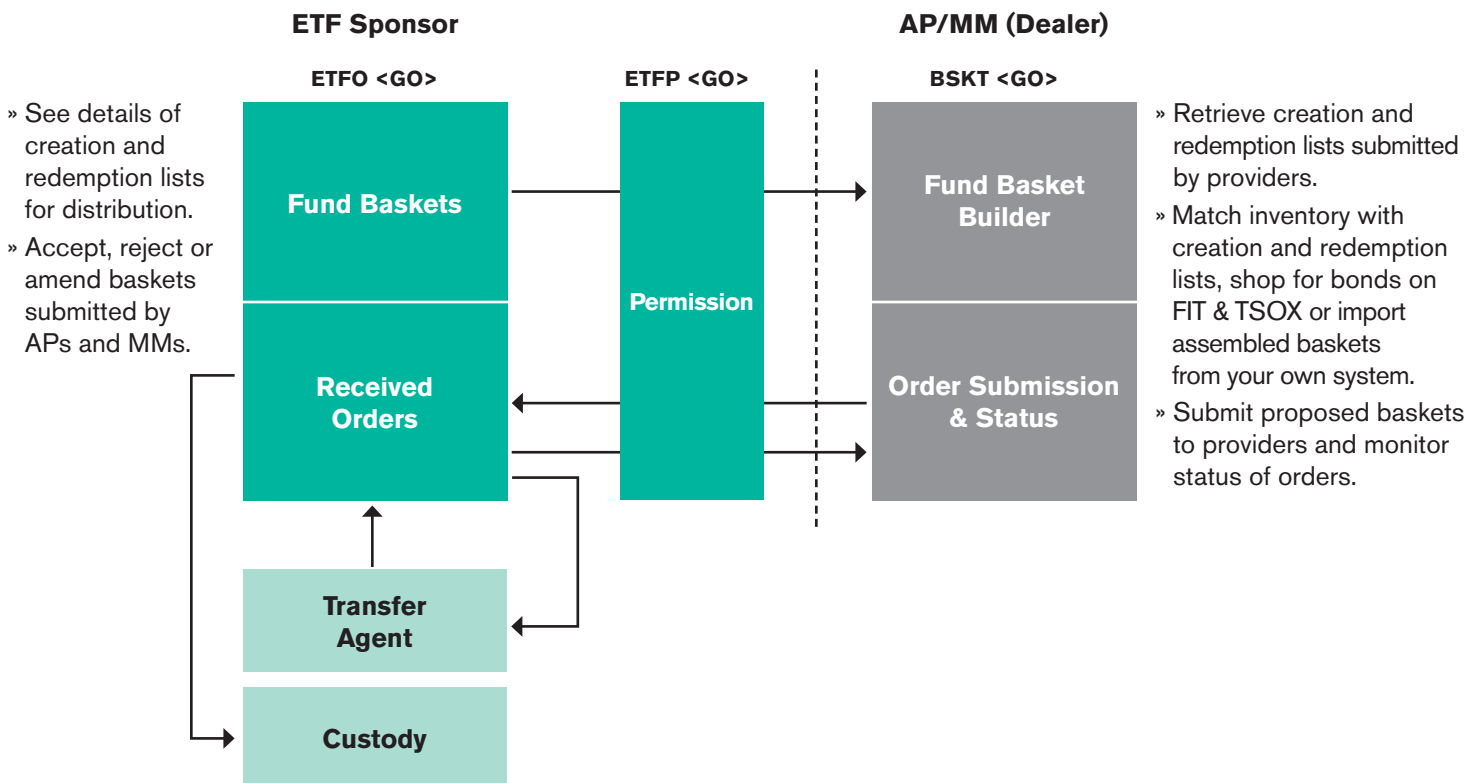 ETF Sponsor
AP/MM (Dealer)
ETFO <GO>
ETFP <GO>
BSKT <GO>
» See details of
creation and
redemption lists
for distribution.
» Accept, reject or
amend baskets
submitted by
APs and MMs.
Fund Baskets
Received
Orders
Permission
Fund Basket
Builder
Order Submission
& Status
» Retrieve creation and
redemption lists submitted
by providers.
» Match inventory with
creation and redemption
lists, shop for bonds on
FIT & TSOX or import
assembled baskets
from your own system.
» Submit proposed baskets
to providers and monitor
status of orders.
Transfer
Agent
Custody